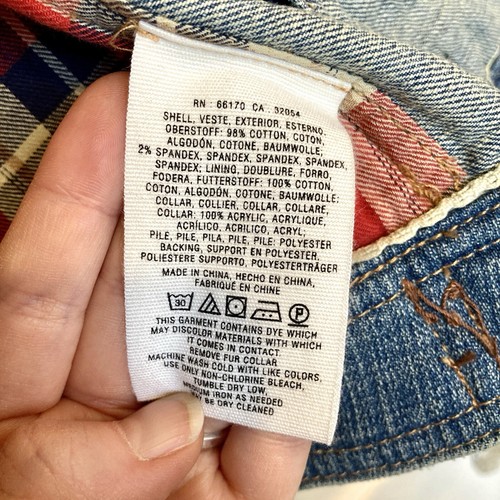 RN : 66170 CA : 32054
SHELL, VESTE, EXTERIOR, ESTERNO,
OBERSTOFF: 98% COTTON, COTON,
ALGODÓN, COTONE, BAUMWOLLE;
2% SPANDEX, SPANDEX, SPANDEX, SPANDEX,
SPANDEX; LINING, DOUBLURE, FORRO,
FODERA, FUTTERSTOFF: 100% COTTON,
COTON, ALGODÓN, COTONE, BAUMWOLLE;
COLLAR, COLLIER, COLLAR, COLLARE,
COLLAR: 100% ACRYLIC, ACRYLIQUE,
ACRÍLICO, ACRILICO, ACRYL;
PILE, PILE, PILA, PILE, PILE: POLYESTER
BACKING, SUPPORT EN POLYESTER,
POLIESTERE SUPPORTO, POLYESTERTRÄGER
MADE IN CHINA, HECHO EN CHINA,
FABRIQUÉ EN CHINE
30 P
THIS GARMENT CONTAINS DYE WHICH
MAY DISCOLOR MATERIALS WITH WHICH
IT COMES IN CONTACT.
REMOVE FUR COLLAR
MACHINE WASH COLD WITH LIKE COLORS,
USE ONLY NON-CHLORINE BLEACH,
TUMBLE DRY LOW,
MEDIUM IRON AS NEEDED
BE DRY CLEANED